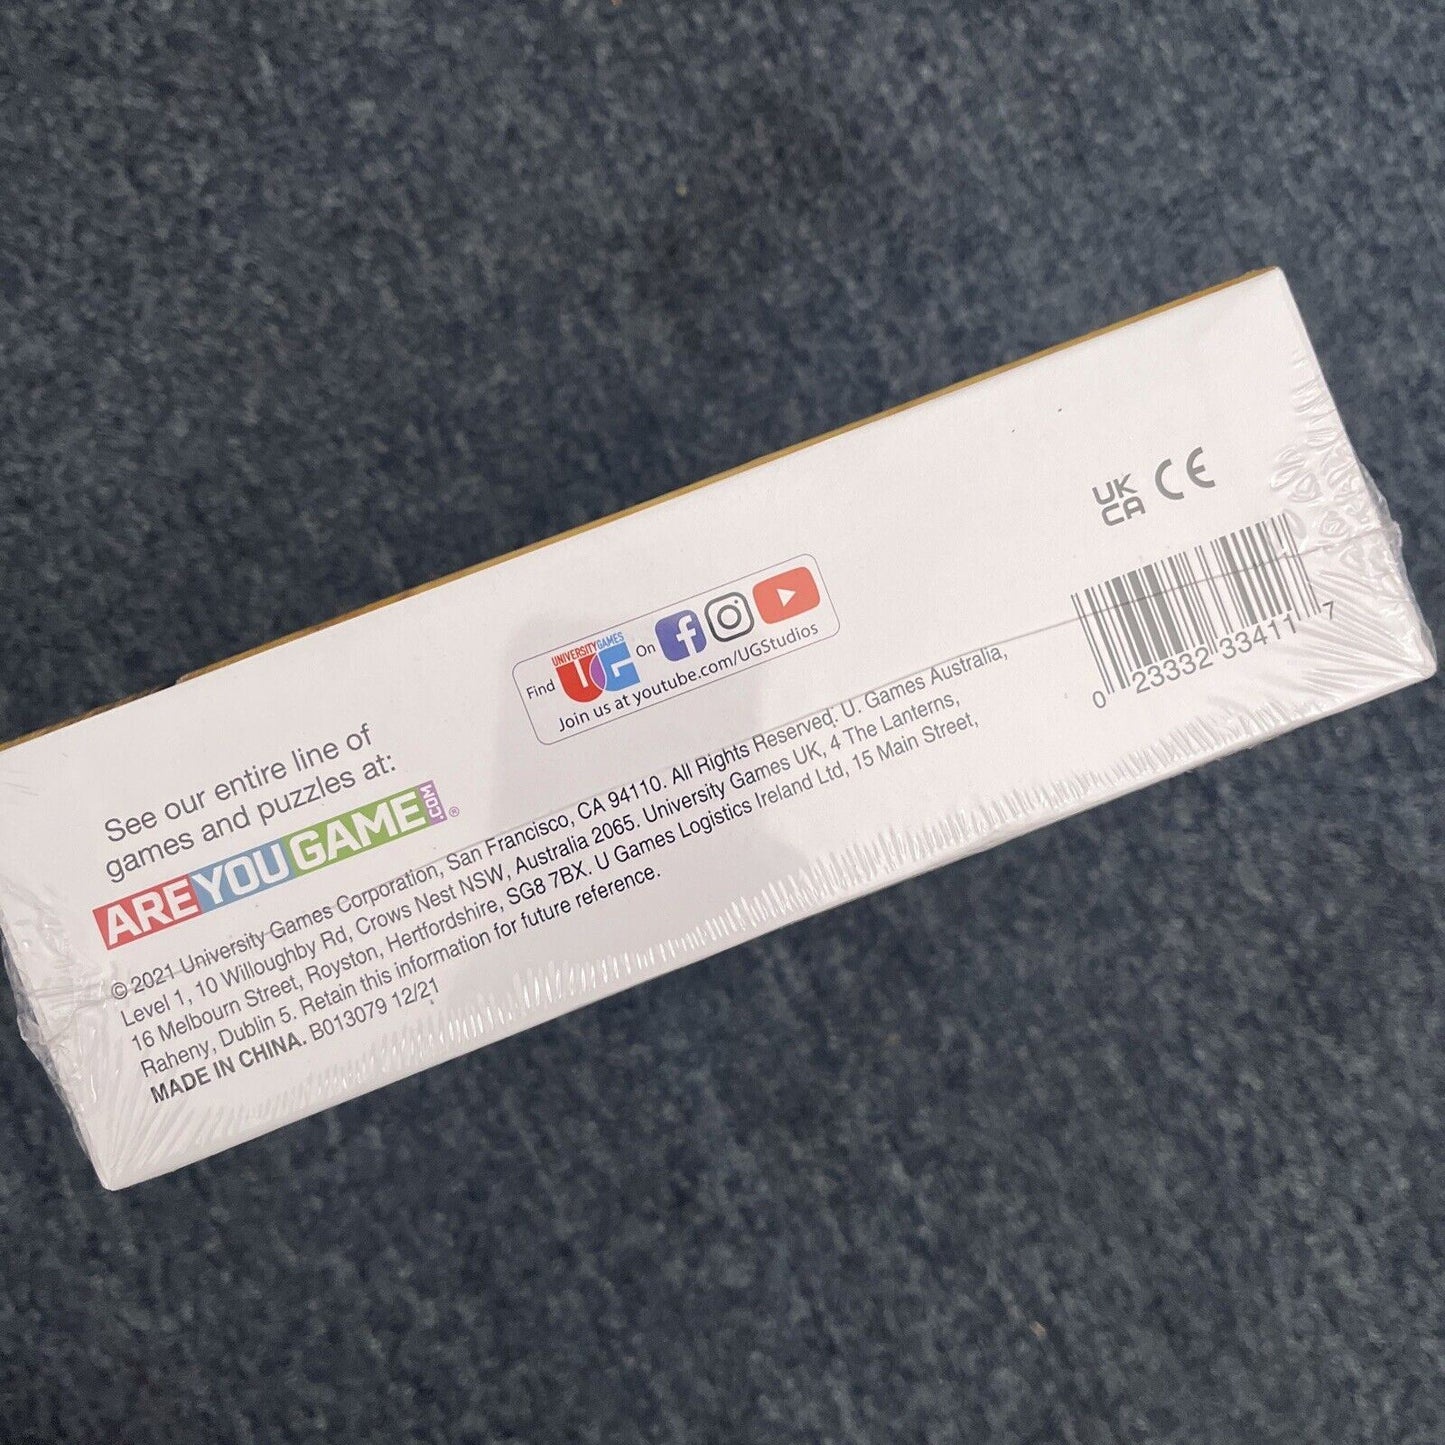 See our entire line of
games and puzzles at:
AREYOUGAME.COM®
Find UNIVERSITY GAMES UG On f
Join us at youtube.com/UGStudios
UK
CA CE
0 23332 33411 7
© 2021 University Games Corporation, San Francisco, CA 94110. All Rights Reserved. U. Games Australia,
Level 1, 10 Willoughby Rd, Crows Nest NSW, Australia 2065. University Games UK, 4 The Lanterns,
16 Melbourn Street, Royston, Hertfordshire, SG8 7BX. U Games Logistics Ireland Ltd, 15 Main Street,
Raheny, Dublin 5. Retain this information for future reference.
MADE IN CHINA. B013079 12/21